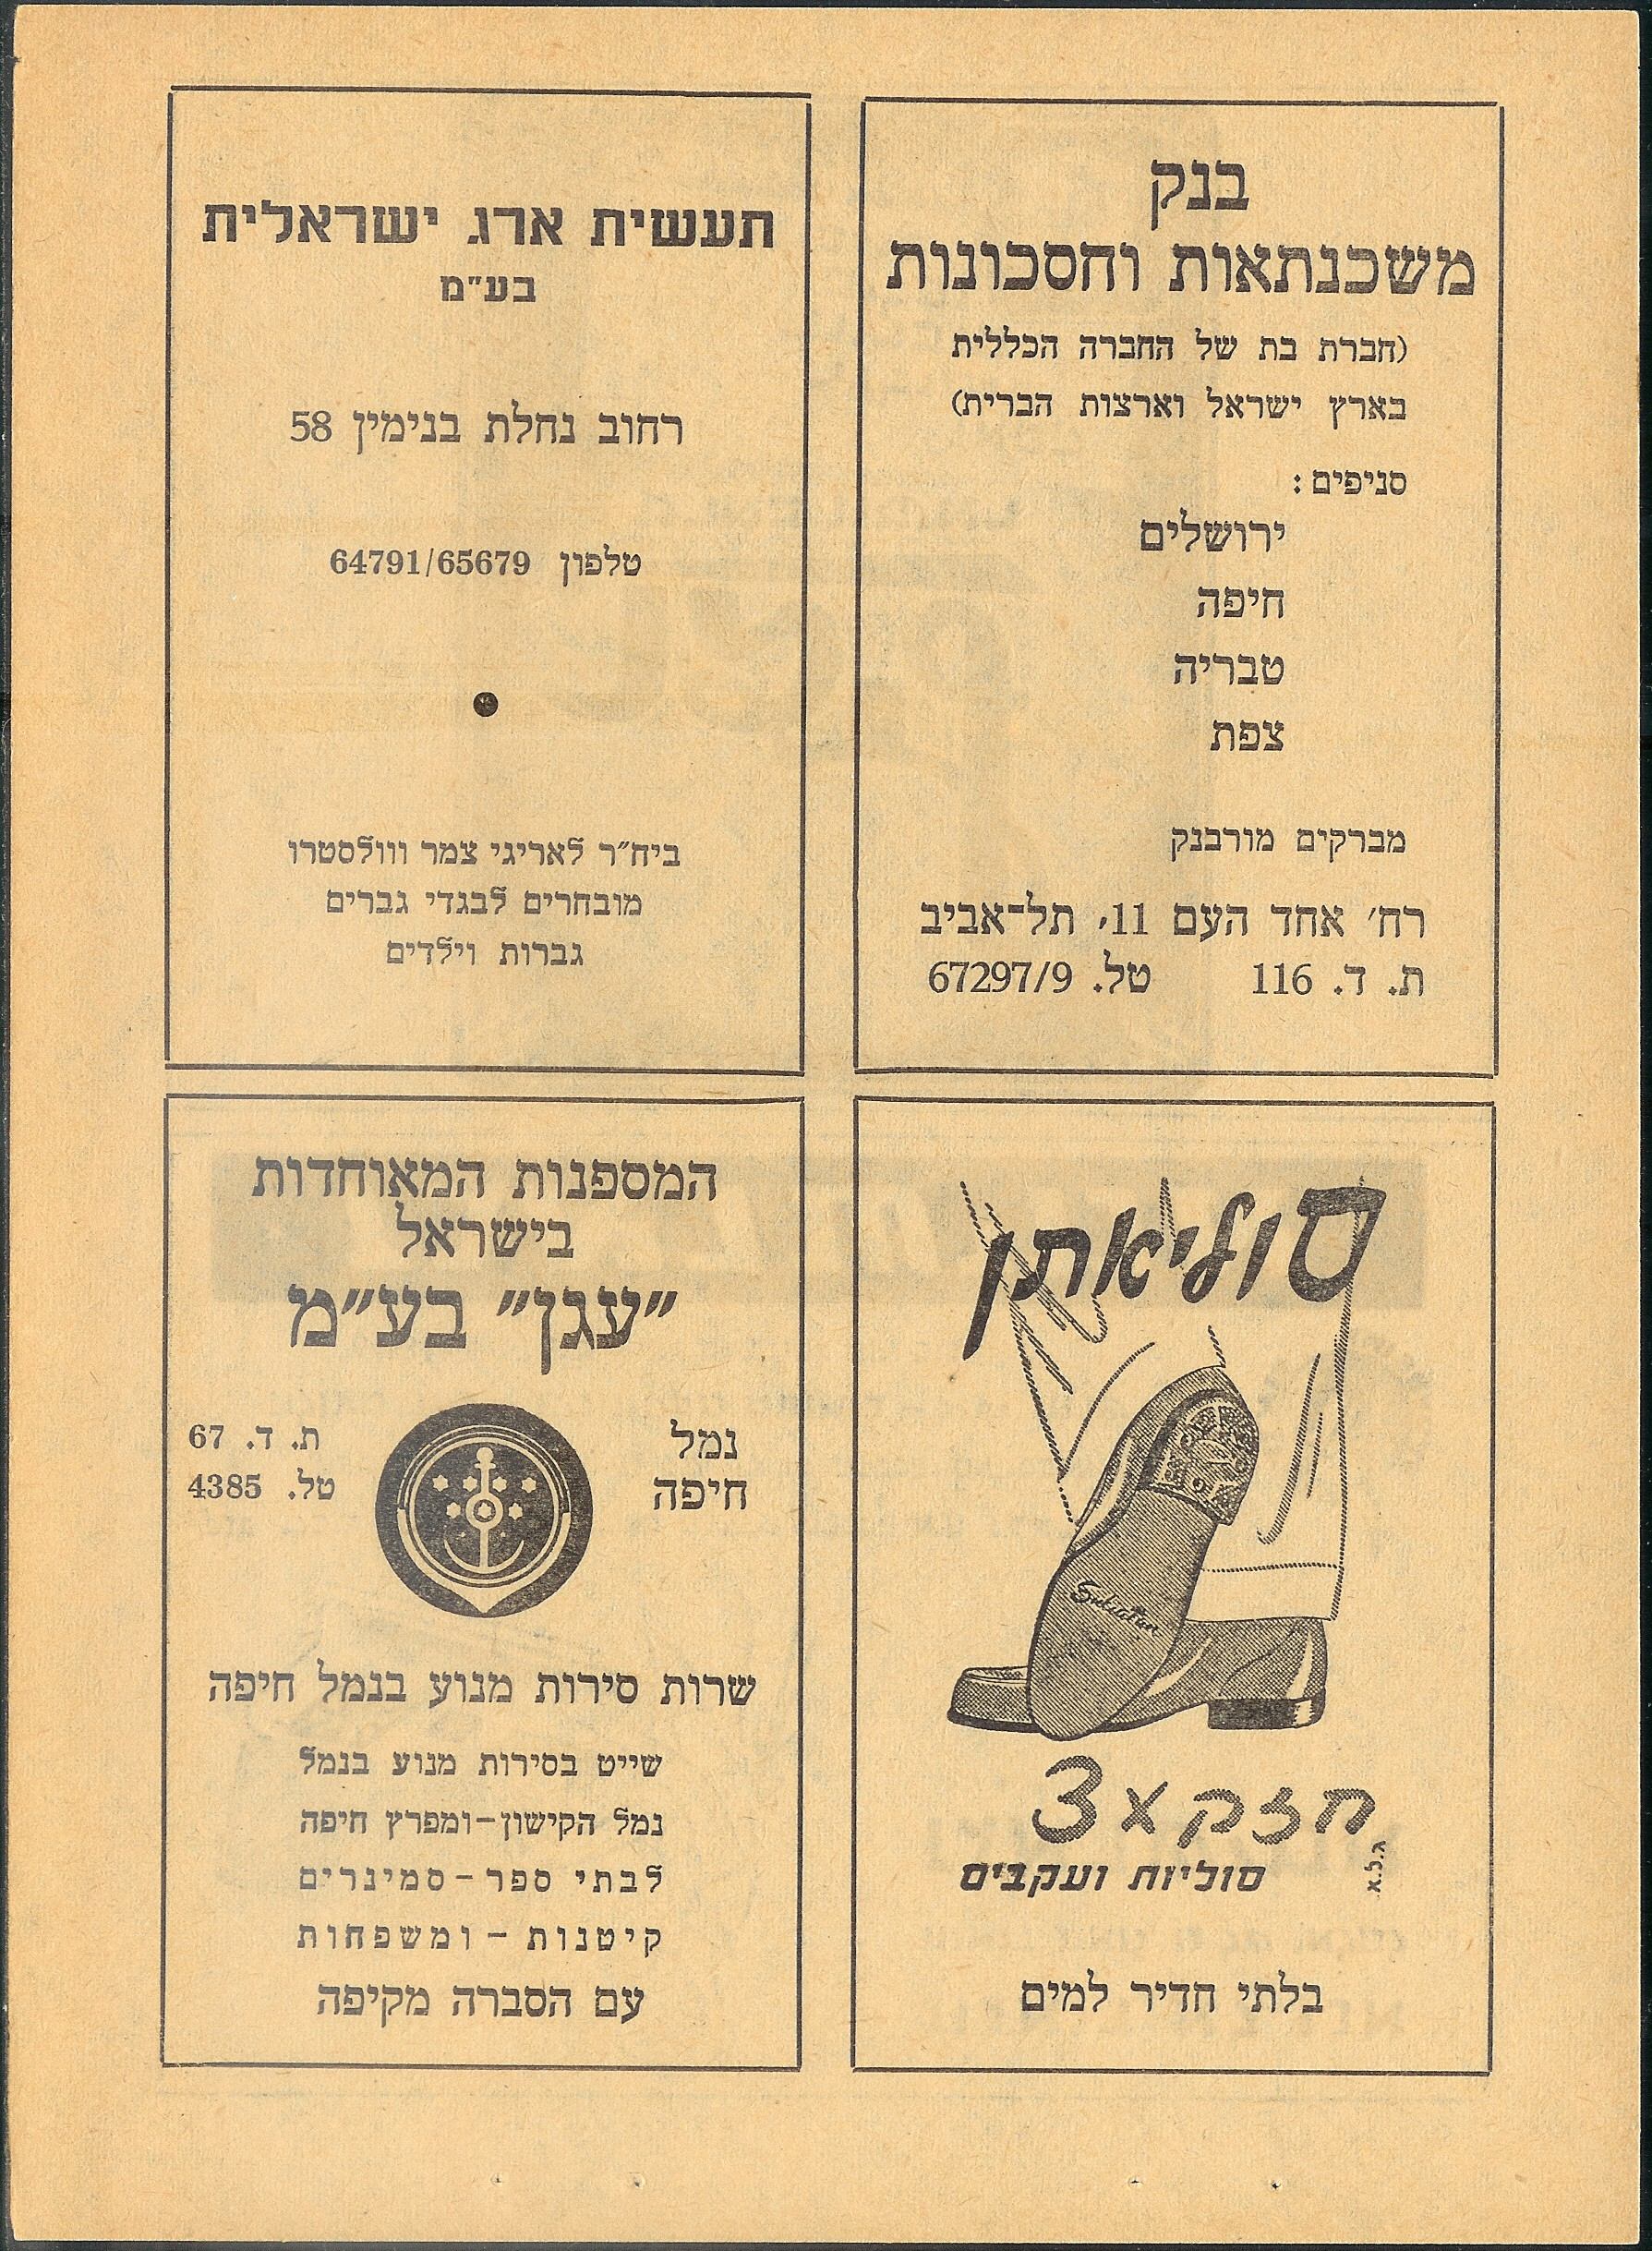 בנק
משכנתאות וחסכונות
(חברת בת של החברה הכללית
בארץ ישראל וארצות הברית)
סניפים:
ירושלים
חיפה
טבריה
צפת
מברקים מורבנק
רח׳ אחד העם 11, תל־אביב
ת. ד. 116 טל. 67297/9
תעשית ארג ישראלית
בע״מ
רחוב נחלת בנימין 58
טלפון 64791/65679
ביח״ר לאריגי צמר ווולסטרו
מובחרים לבגדי גברים
גברות וילדים
סוליאתן
Suliatan
חזק x 3
ג.ל.א
סוליות ועקבים
בלתי חדיר למים
המספנות המאוחדות
בישראל
״עגן״ בע״מ
נמל
חיפה
ת. ד. 67
טל. 4385
שרות סירות מנוע בנמל חיפה
שייט בסירות מנוע בנמל
נמל הקישון–ומפרץ חיפה
לבתי ספר – סמינרים
קיטנות – ומשפחות
עם הסברה מקיפה